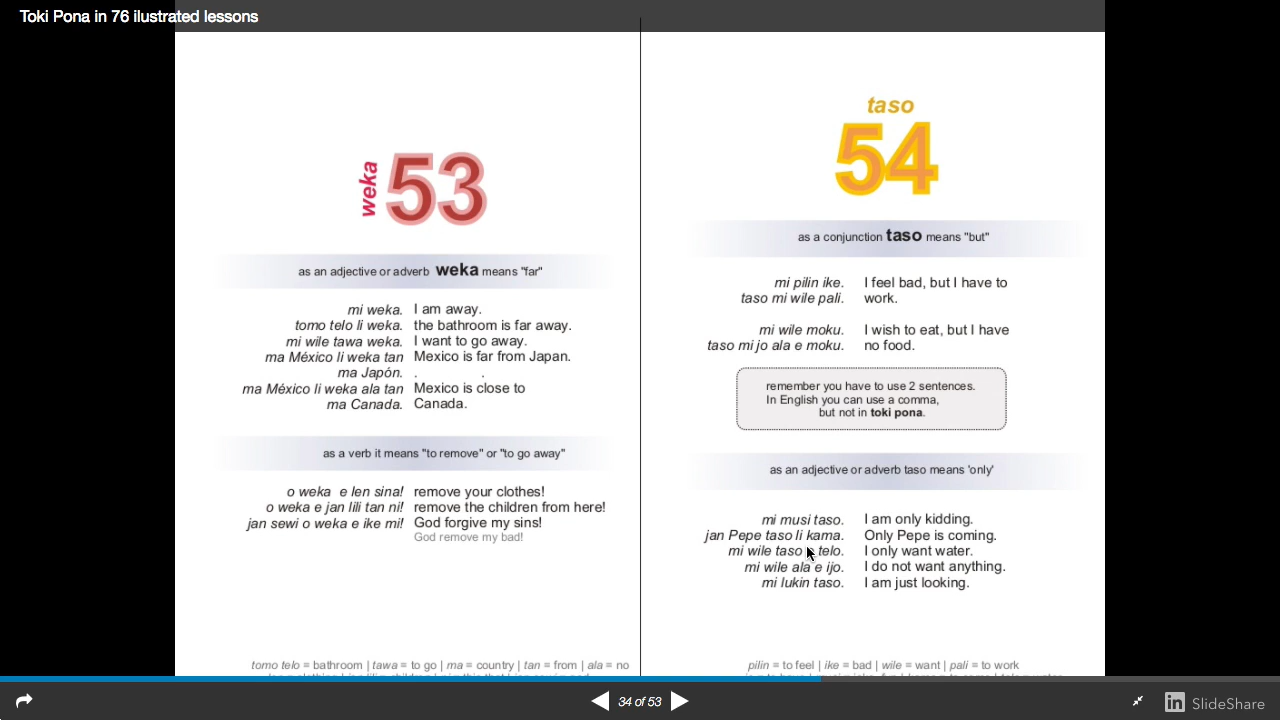 Toki Pona in 76 ilustrated lessons
weka
53
as an adjective or adverb weka means "far"
mi weka. I am away.
tomo telo li weka. the bathroom is far away.
mi wile tawa weka. I want to go away.
ma México li weka tan Mexico is far from Japan.
ma Japón. . .
ma México li weka ala tan Mexico is close to
ma Canada. Canada.
as a verb it means "to remove" or "to go away"
o weka e len sina! remove your clothes!
o weka e jan lili tan ni! remove the children from here!
jan sewi o weka e ike mi! God forgive my sins!
God remove my bad!
tomo telo = bathroom | tawa = to go | ma = country | tan = from | ala = no
taso
54
as a conjunction taso means "but"
mi pilin ike. I feel bad, but I have to
taso mi wile pali. work.
mi wile moku. I wish to eat, but I have
taso mi jo ala e moku. no food.
remember you have to use 2 sentences.
In English you can use a comma,
but not in toki pona.
as an adjective or adverb taso means 'only'
mi musi taso. I am only kidding.
jan Pepe taso li kama. Only Pepe is coming.
mi wile taso telo. I only want water.
mi wile ala e ijo. I do not want anything.
mi lukin taso. I am just looking.
pilin = to feel | ike = bad | wile = want | pali = to work
34 of 53
in SlideShare